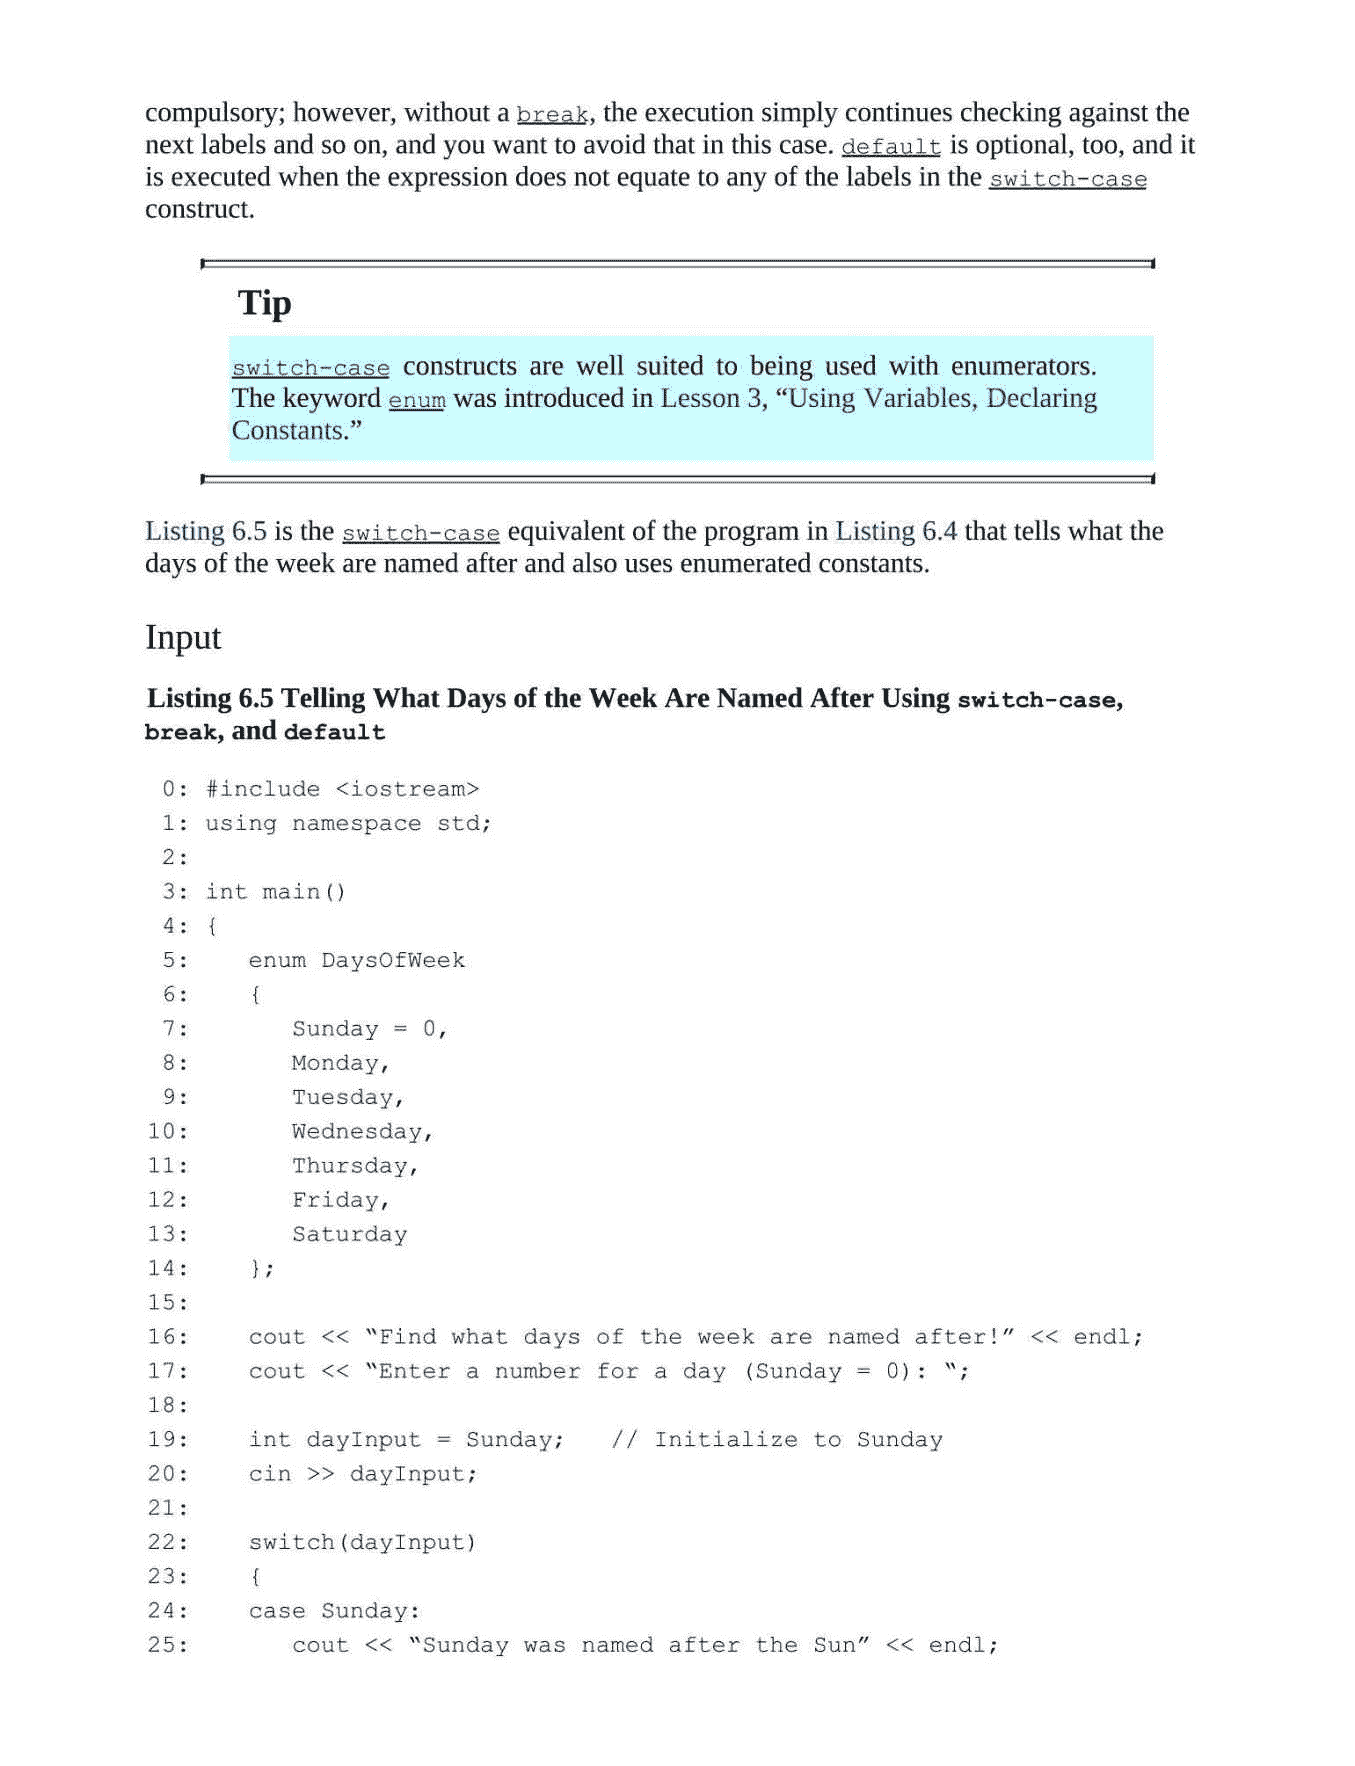 compulsory; however, without a break, the execution simply continues checking against the
next labels and so on, and you want to avoid that in this case. default is optional, too, and it
is executed when the expression does not equate to any of the labels in the switch-case
construct.
Tip
switch-case constructs are well suited to being used with enumerators.
The keyword enum was introduced in Lesson 3, “Using Variables, Declaring
Constants.”
Listing 6.5 is the switch-case equivalent of the program in Listing 6.4 that tells what the
days of the week are named after and also uses enumerated constants.
Input
Listing 6.5 Telling What Days of the Week Are Named After Using switch-case,
break, and default
0: #include <iostream>
1: using namespace std;
2:
3: int main()
4: {
5:    enum DaysOfWeek
6:    {
7:       Sunday = 0,
8:       Monday,
9:       Tuesday,
10:       Wednesday,
11:       Thursday,
12:       Friday,
13:       Saturday
14:    };
15:
16:    cout << “Find what days of the week are named after!” << endl;
17:    cout << “Enter a number for a day (Sunday = 0): “;
18:
19:    int dayInput = Sunday;   // Initialize to Sunday
20:    cin >> dayInput;
21:
22:    switch(dayInput)
23:    {
24:    case Sunday:
25:       cout << “Sunday was named after the Sun” << endl;